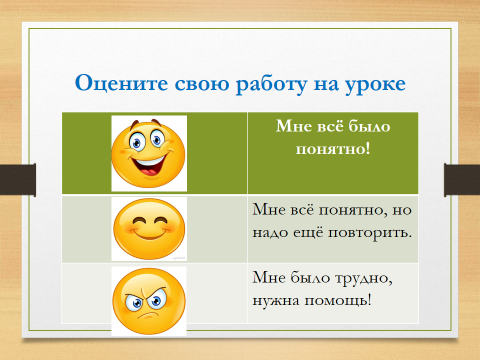 Оцените свою работу на уроке
Мне всё было
понятно!
Мне всё понятно, но
надо ещё повторить.
Мне было трудно,
нужна помощь!